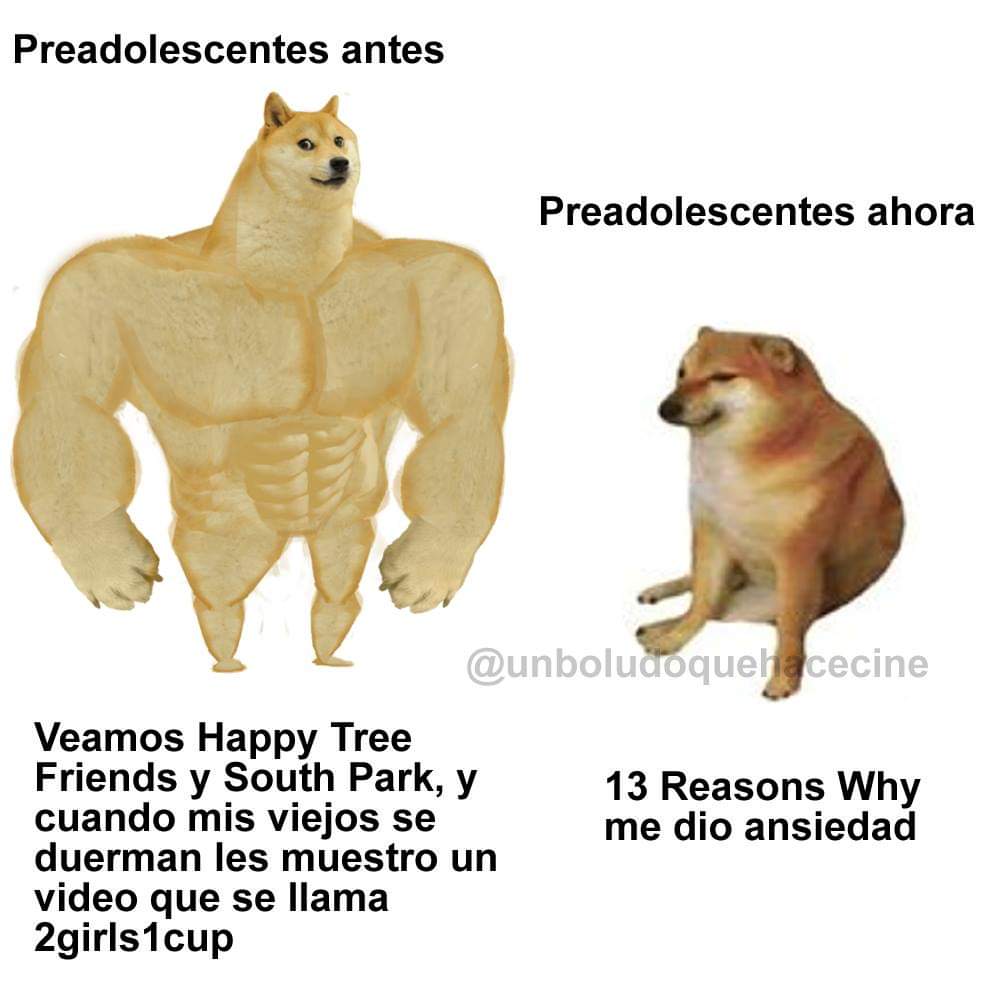 Preadolescentes antes
Preadolescentes ahora
@unboludoquehacecine
Veamos Happy Tree
Friends y South Park, y
cuando mis viejos se
duerman les muestro un
video que se llama
2girls1cup
13 Reasons Why
me dio ansiedad